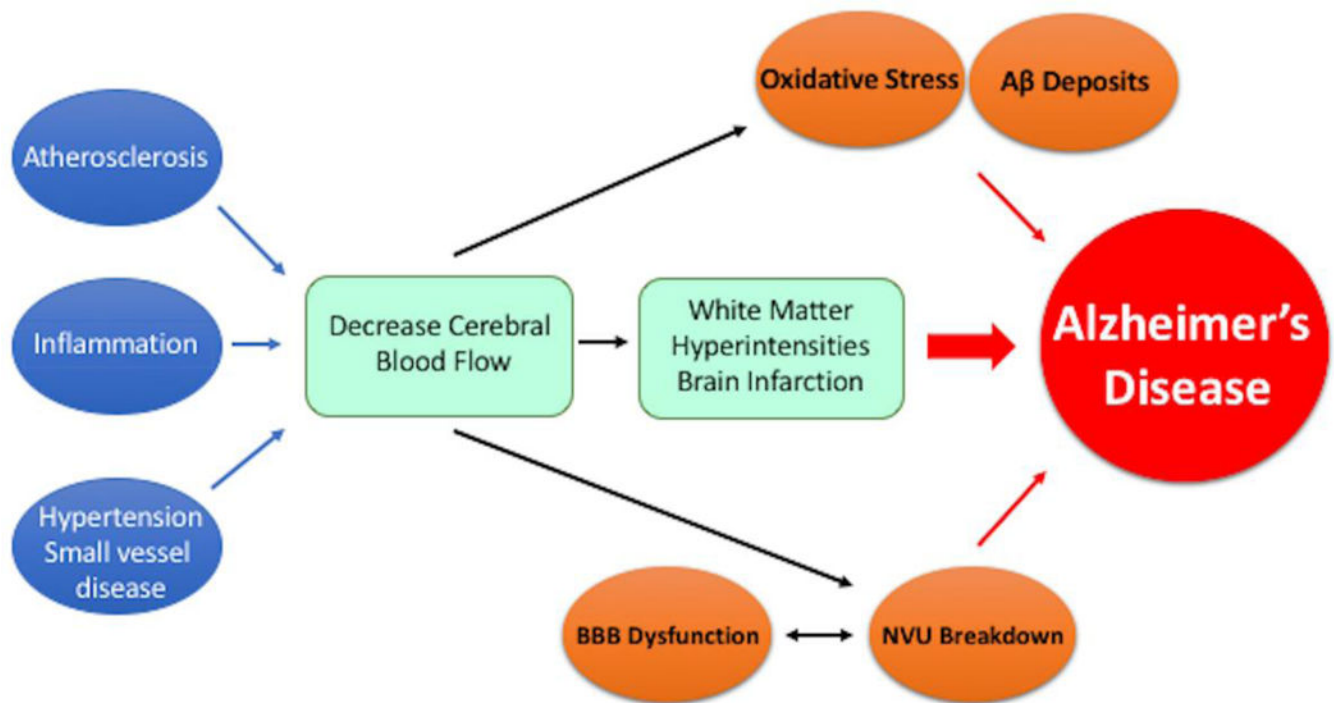 Oxidative Stress
Aβ Deposits
Atherosclerosis
Inflammation
Hypertension
Small vessel
disease
Decrease Cerebral
Blood Flow
White Matter
Hyperintensities
Brain Infarction
Alzheimer's
Disease
BBB Dysfunction
NVU Breakdown